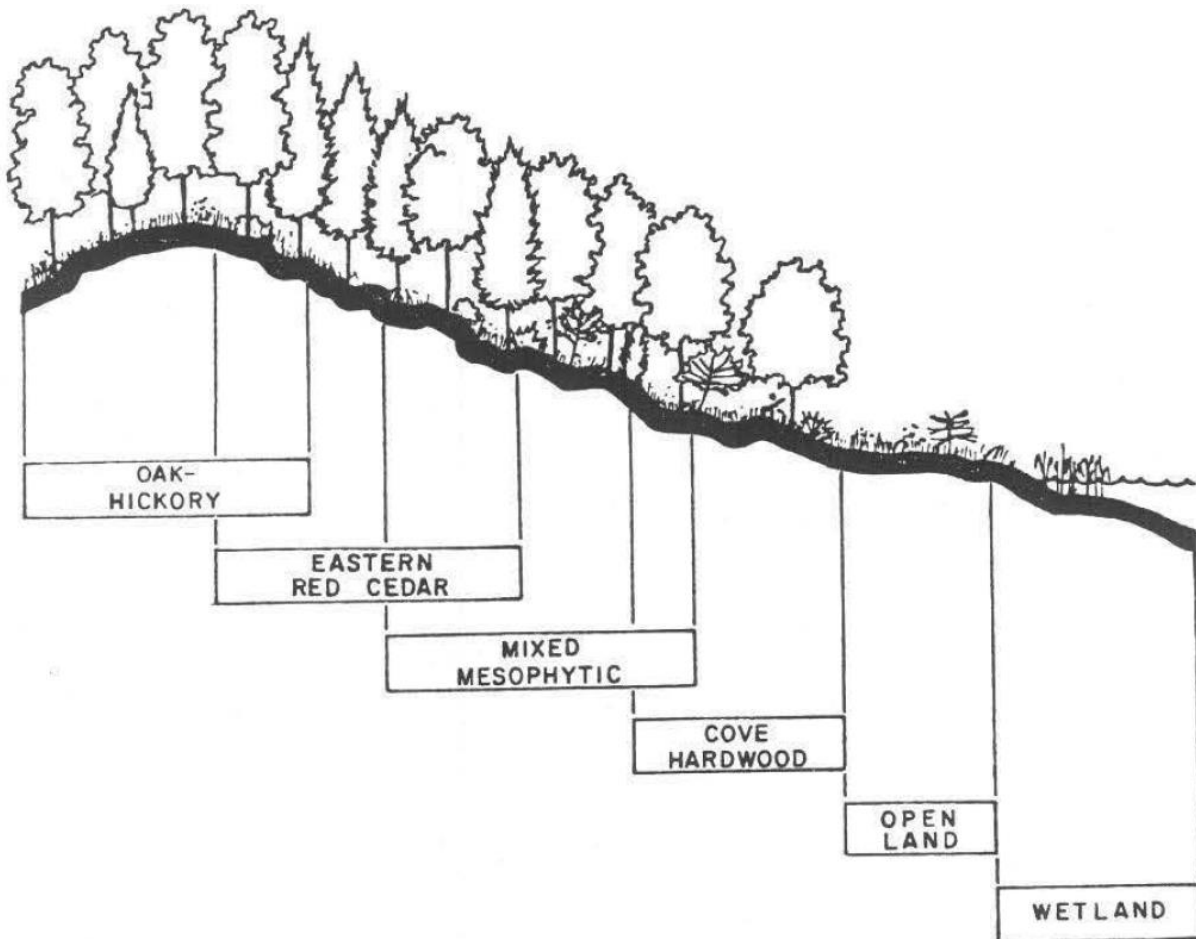 OAK-
HICKORY
EASTERN
RED CEDAR
MIXED
MESOPHYTIC
COVE
HARDWOOD
OPEN
LAND
WETLAND